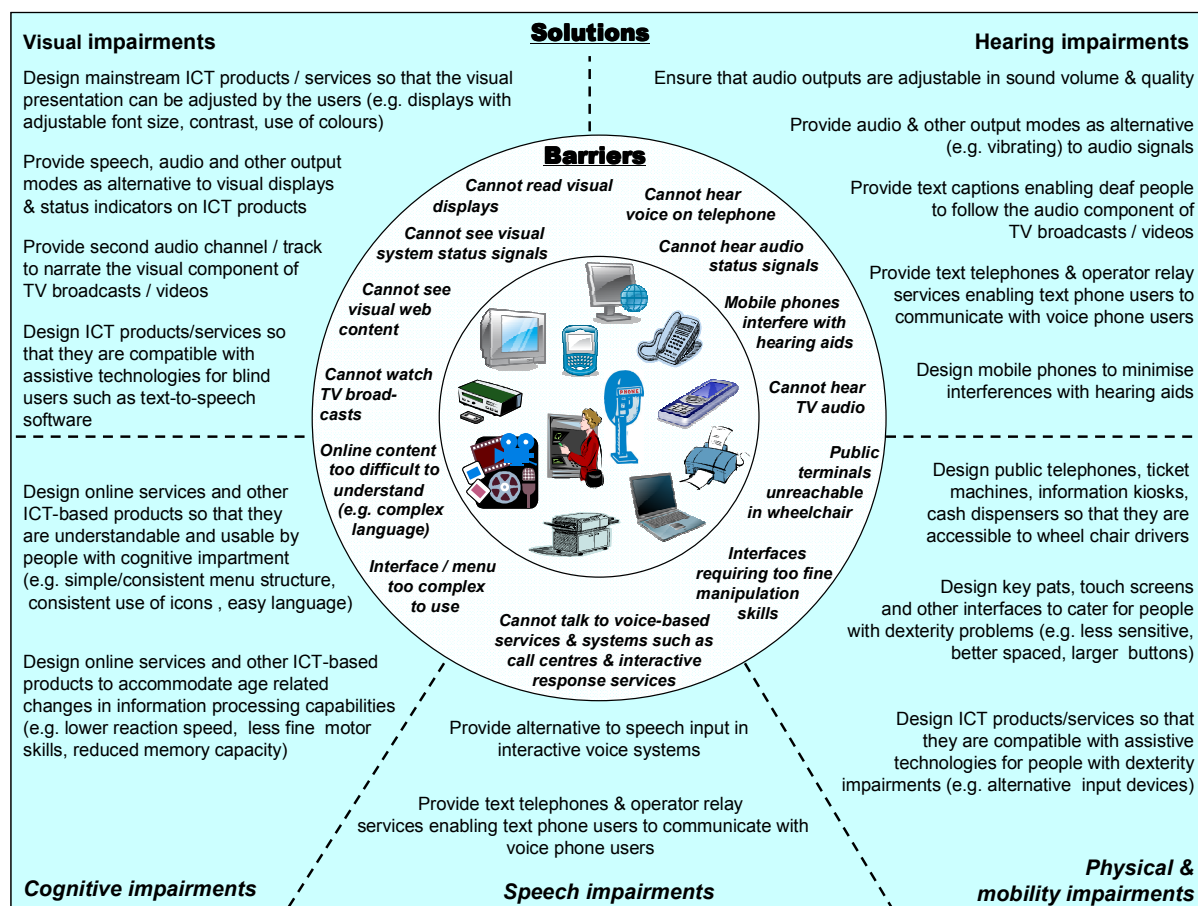 Solutions
Visual impairments
Design mainstream ICT products / services so that the visual
presentation can be adjusted by the users (e.g. displays with
adjustable font size, contrast, use of colours)
Provide speech, audio and other output
modes as alternative to visual displays
& status indicators on ICT products
Provide second audio channel / track
to narrate the visual component of
TV broadcasts / videos
Design ICT products/services so
that they are compatible with
assistive technologies for blind
users such as text-to-speech
software
Hearing impairments
Ensure that audio outputs are adjustable in sound volume & quality
Provide audio & other output modes as alternative
(e.g. vibrating) to audio signals
Provide text captions enabling deaf people
to follow the audio component of
TV broadcasts / videos
Provide text telephones & operator relay
services enabling text phone users to
communicate with voice phone users
Design mobile phones to minimise
interferences with hearing aids
Barriers
Cannot read visual
displays
Cannot see visual
system status signals
Cannot see
visual web
content
Cannot watch
TV broad-
casts
Online content
too difficult to
understand
(e.g. complex
language)
Interface / menu
too complex
to use
Cannot hear
voice on telephone
Cannot hear audio
status signals
Mobile phones
interfere with
hearing aids
Cannot hear
TV audio
Public
terminals
unreachable
in wheelchair
Interfaces
requiring too fine
manipulation
skills
Cannot talk to voice-based
services & systems such as
call centres & interactive
response services
PHONE
Design online services and other
ICT-based products so that they
are understandable and usable by
people with cognitive impartment
(e.g. simple/consistent menu structure,
consistent use of icons , easy language)
Design online services and other ICT-based
products to accommodate age related
changes in information processing capabilities
(e.g. lower reaction speed, less fine motor
skills, reduced memory capacity)
Cognitive impairments
Provide alternative to speech input in
interactive voice systems
Provide text telephones & operator relay
services enabling text phone users to communicate with
voice phone users
Speech impairments
Design public telephones, ticket
machines, information kiosks,
cash dispensers so that they are
accessible to wheel chair drivers
Design key pats, touch screens
and other interfaces to cater for people
with dexterity problems (e.g. less sensitive,
better spaced, larger buttons)
Design ICT products/services so that
they are compatible with assistive
technologies for people with dexterity
impairments (e.g. alternative input devices)
Physical &
mobility impairments